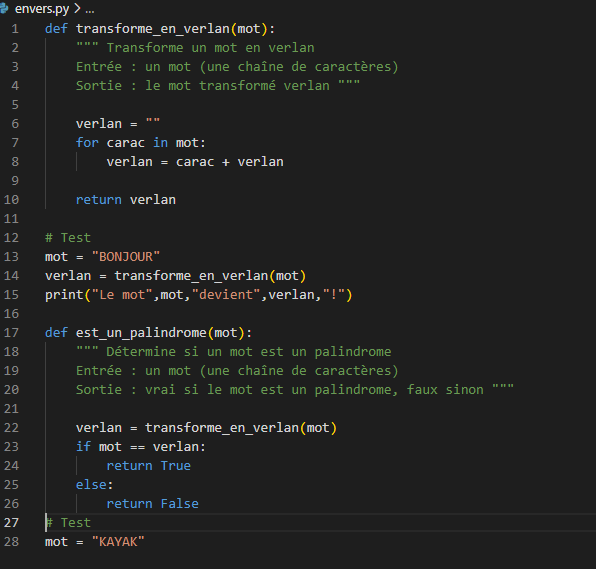 envers.py > ...
1 def transforme_en_verlan(mot):
2     """ Transforme un mot en verlan
3     Entrée : un mot (une chaîne de caractères)
4     Sortie : le mot transformé verlan """
5
6     verlan = ""
7     for carac in mot:
8         verlan = carac + verlan
9
10     return verlan
11
12 # Test
13 mot = "BONJOUR"
14 verlan = transforme_en_verlan(mot)
15 print("Le mot",mot,"devient",verlan,"!")
16
17 def est_un_palindrome(mot):
18     """ Détermine si un mot est un palindrome
19     Entrée : un mot (une chaîne de caractères)
20     Sortie : vrai si le mot est un palindrome, faux sinon """
21
22     verlan = transforme_en_verlan(mot)
23     if mot == verlan:
24         return True
25     else:
26         return False
27 # Test
28 mot = "KAYAK"